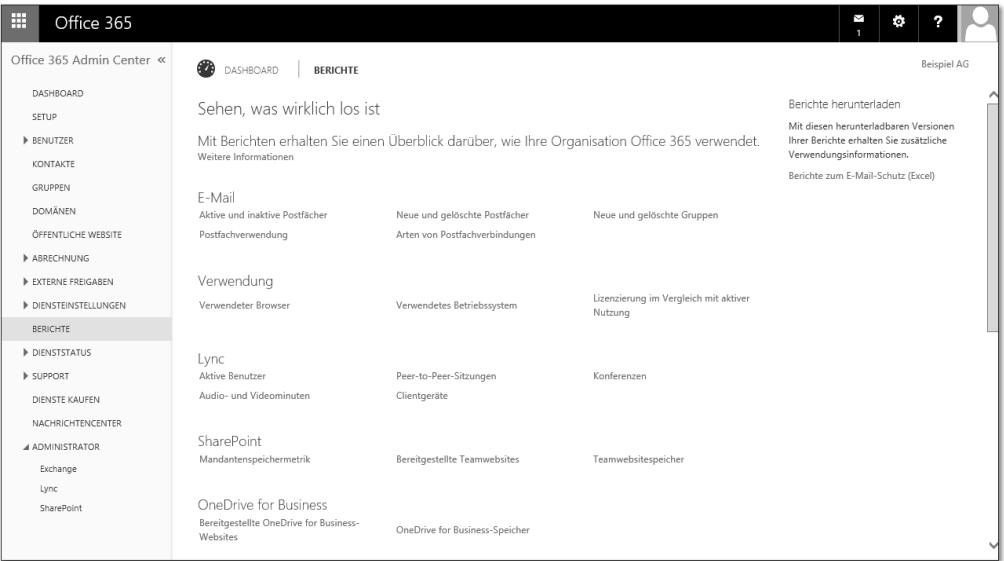 Office 365
1
?
Office 365 Admin Center «
DASHBOARD
SETUP
BENUTZER
KONTAKTE
GRUPPEN
DOMÄNEN
ÖFFENTLICHE WEBSITE
ABRECHNUNG
EXTERNE FREIGABEN
DIENSTEINSTELLUNGEN
BERICHTE
DIENSTSTATUS
SUPPORT
DIENSTE KAUFEN
NACHRICHTENCENTER
ADMINISTRATOR
Exchange
Lync
SharePoint
DASHBOARD | BERICHTE
Beispiel AG
Sehen, was wirklich los ist
Mit Berichten erhalten Sie einen Überblick darüber, wie Ihre Organisation Office 365 verwendet.
Weitere Informationen
E-Mail
Aktive und inaktive Postfächer
Neue und gelöschte Postfächer
Neue und gelöschte Gruppen
Postfachverwendung
Arten von Postfachverbindungen
Verwendung
Verwendeter Browser
Verwendetes Betriebssystem
Lizenzierung im Vergleich mit aktiver
Nutzung
Lync
Aktive Benutzer
Peer-to-Peer-Sitzungen
Konferenzen
Audio- und Videominuten
Clientgeräte
SharePoint
Mandantenspeichermetrik
Bereitgestellte Teamwebsites
Teamwebsitespeicher
OneDrive for Business
Bereitgestellte OneDrive for Business-
Websites
OneDrive for Business-Speicher
Berichte herunterladen
Mit diesen herunterladbaren Versionen
Ihrer Berichte erhalten Sie zusätzliche
Verwendungsinformationen.
Berichte zum E-Mail-Schutz (Excel)